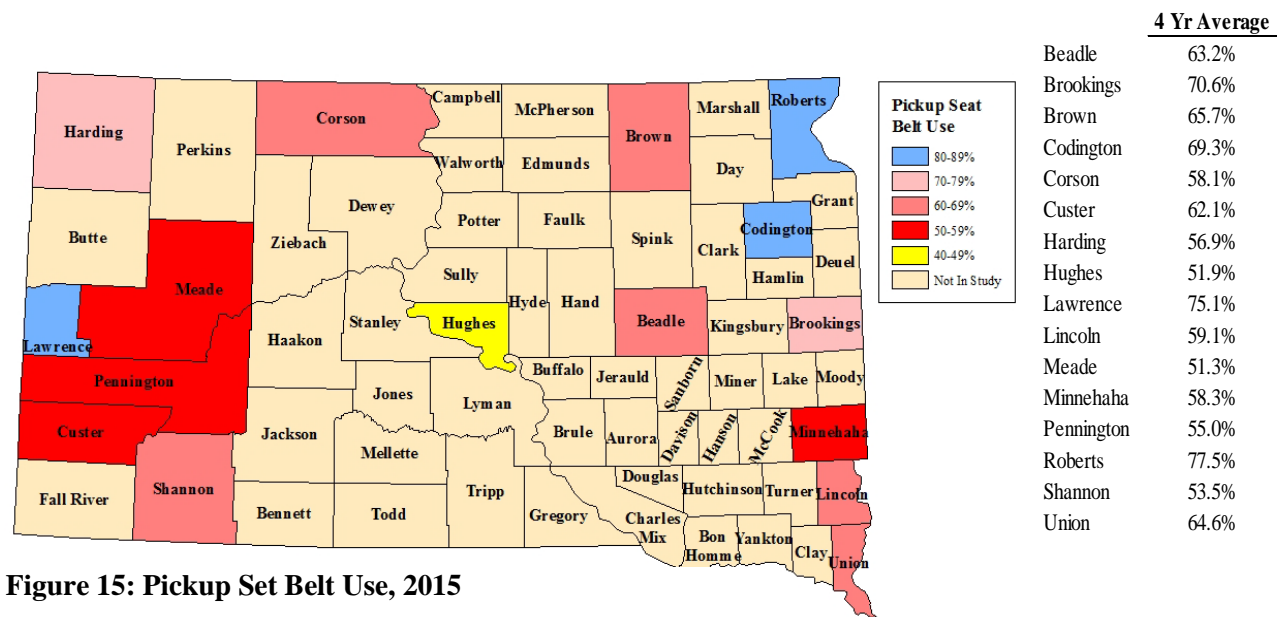 4 Yr Average
Beadle 63.2%
Brookings 70.6%
Brown 65.7%
Codington 69.3%
Corson 58.1%
Custer 62.1%
Harding 56.9%
Hughes 51.9%
Lawrence 75.1%
Lincoln 59.1%
Meade 51.3%
Minnehaha 58.3%
Pennington 55.0%
Roberts 77.5%
Shannon 53.5%
Union 64.6%
Pickup Seat
Belt Use
80-89%
70-79%
60-69%
50-59%
40-49%
Not In Study
Harding
Perkins
Corson
Campbell
McPherson
Brown
Marshall
Roberts
Walworth
Edmunds
Day
Butte
Dewey
Ziebach
Potter
Faulk
Spink
Clark
Codington
Grant
Meade
Sully
Hyde
Hand
Hamlin
Deuel
Lawrence
Haakon
Stanley
Hughes
Beadle
Kingsbury
Brookings
Pennington
Jones
Lyman
Buffalo
Jerauld
Sanborn
Miner
Lake
Moody
Custer
Jackson
Mellette
Brule
Aurora
Davison
Hanson
McCook
Minnehaha
Fall River
Shannon
Bennett
Todd
Tripp
Gregory
Douglas
Charles
Mix
Hutchinson
Turner
Lincoln
Bon
Homme
Yankton
Clay
Union
Figure 15: Pickup Set Belt Use, 2015